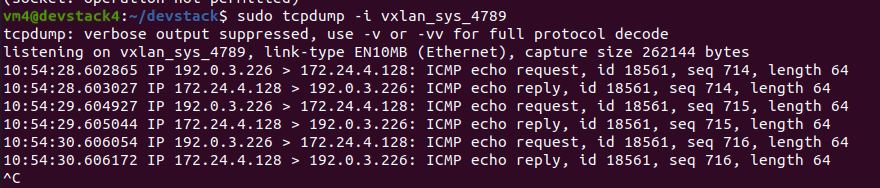 (socket: Operation not permitted)
vm4@devstack4:~/devstack$ sudo tcpdump -i vxlan_sys_4789
tcpdump: verbose output suppressed, use -v or -vv for full protocol decode
listening on vxlan_sys_4789, link-type EN10MB (Ethernet), capture size 262144 bytes
10:54:28.602865 IP 192.0.3.226 > 172.24.4.128: ICMP echo request, id 18561, seq 714, length 64
10:54:28.603027 IP 172.24.4.128 > 192.0.3.226: ICMP echo reply, id 18561, seq 714, length 64
10:54:29.604927 IP 192.0.3.226 > 172.24.4.128: ICMP echo request, id 18561, seq 715, length 64
10:54:29.605044 IP 172.24.4.128 > 192.0.3.226: ICMP echo reply, id 18561, seq 715, length 64
10:54:30.606054 IP 192.0.3.226 > 172.24.4.128: ICMP echo request, id 18561, seq 716, length 64
10:54:30.606172 IP 172.24.4.128 > 192.0.3.226: ICMP echo reply, id 18561, seq 716, length 64
^C